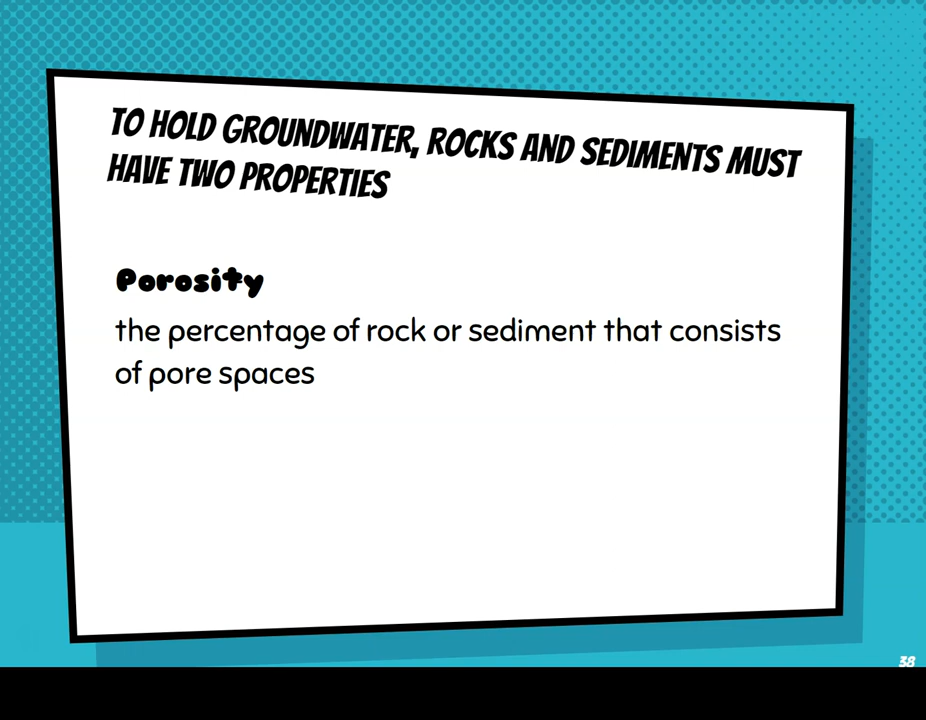 TO HOLD GROUNDWATER, ROCKS AND SEDIMENTS MUST
HAVE TWO PROPERTIES
Porosity
the percentage of rock or sediment that consists
of pore spaces
38